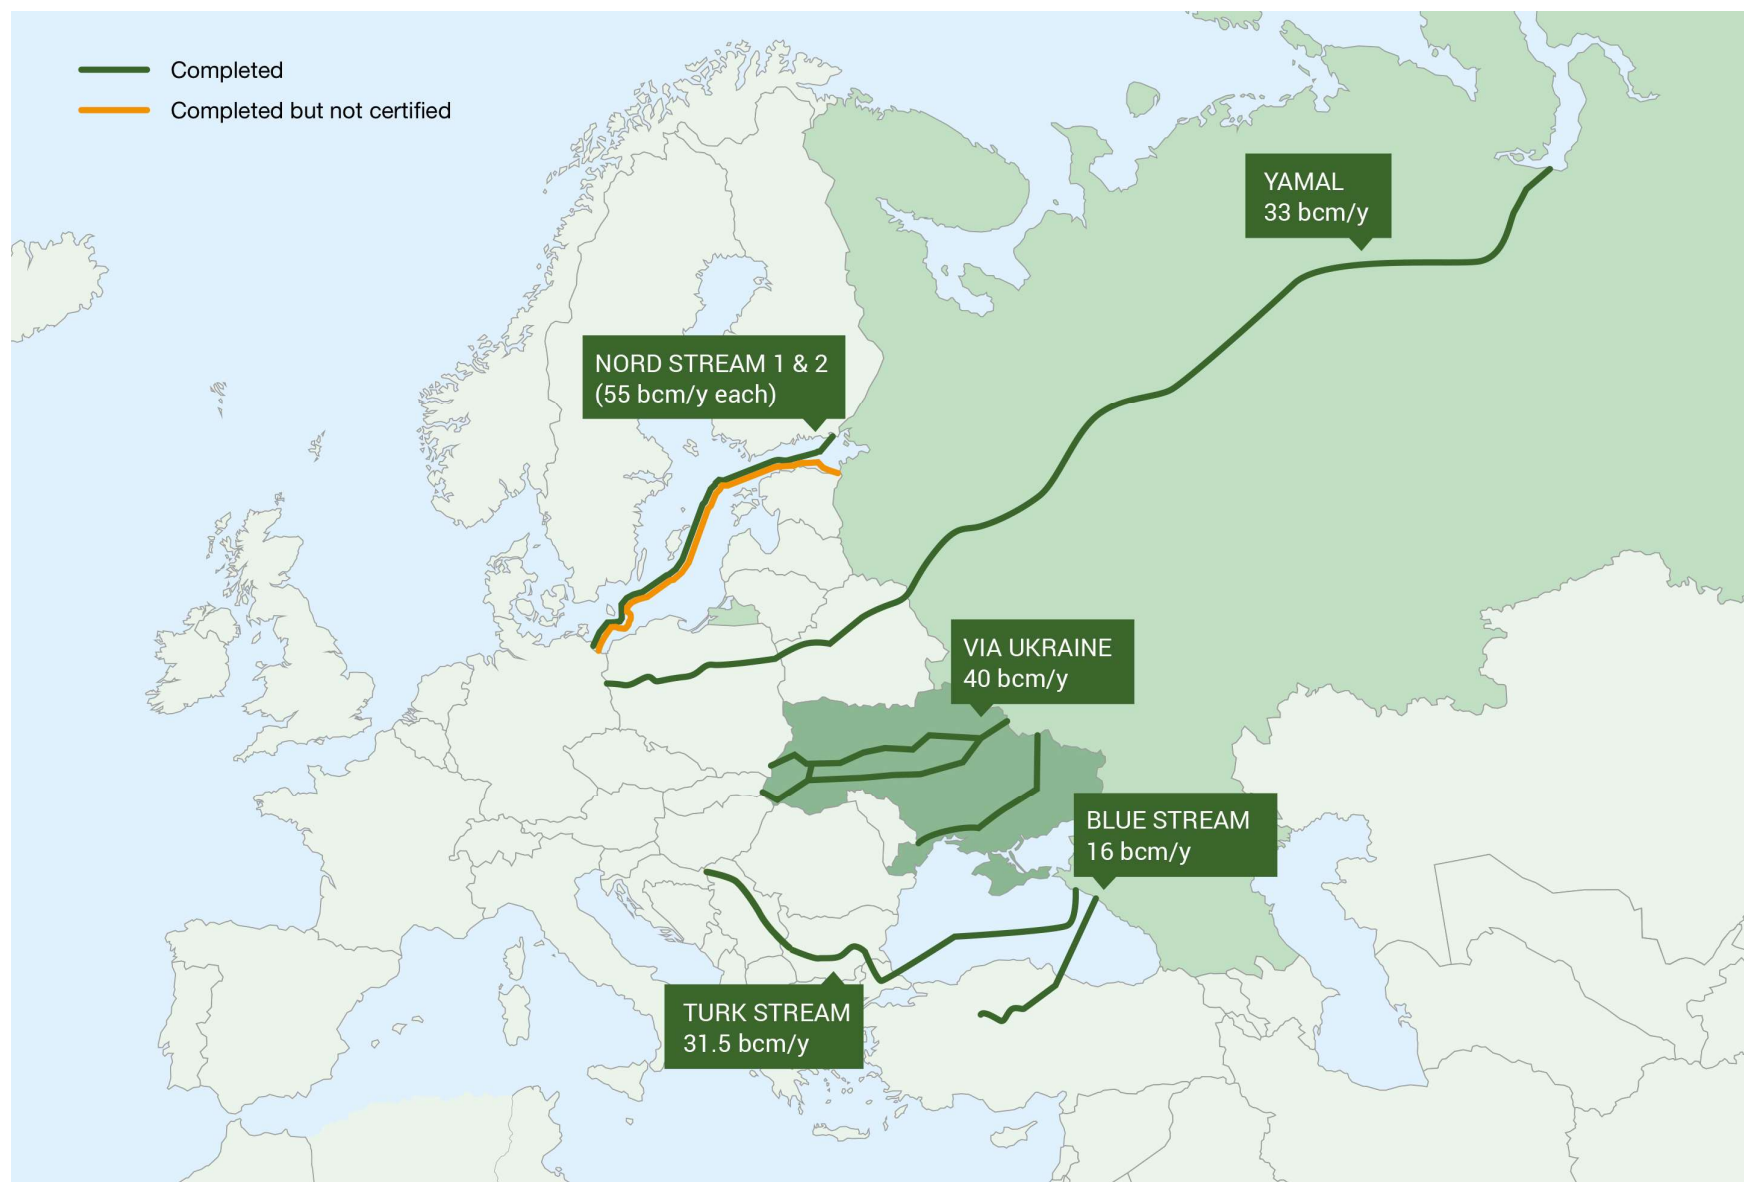 Completed
Completed but not certified
YAMAL
33 bcm/y
NORD STREAM 1 & 2
(55 bcm/y each)
VIA UKRAINE
40 bcm/y
BLUE STREAM
16 bcm/y
TURK STREAM
31.5 bcm/y